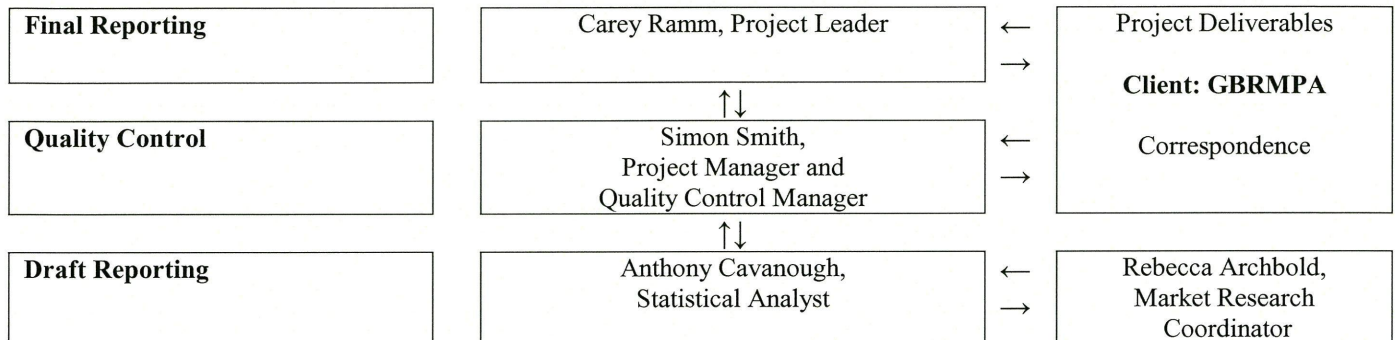 Final Reporting
Carey Ramm, Project Leader
←
→
Project Deliverables
Client: GBRMPA
Correspondence
↑↓
Quality Control
Simon Smith,
Project Manager and
Quality Control Manager
←
→
↑↓
Draft Reporting
Anthony Cavanough,
Statistical Analyst
←
→
Rebecca Archbold,
Market Research
Coordinator